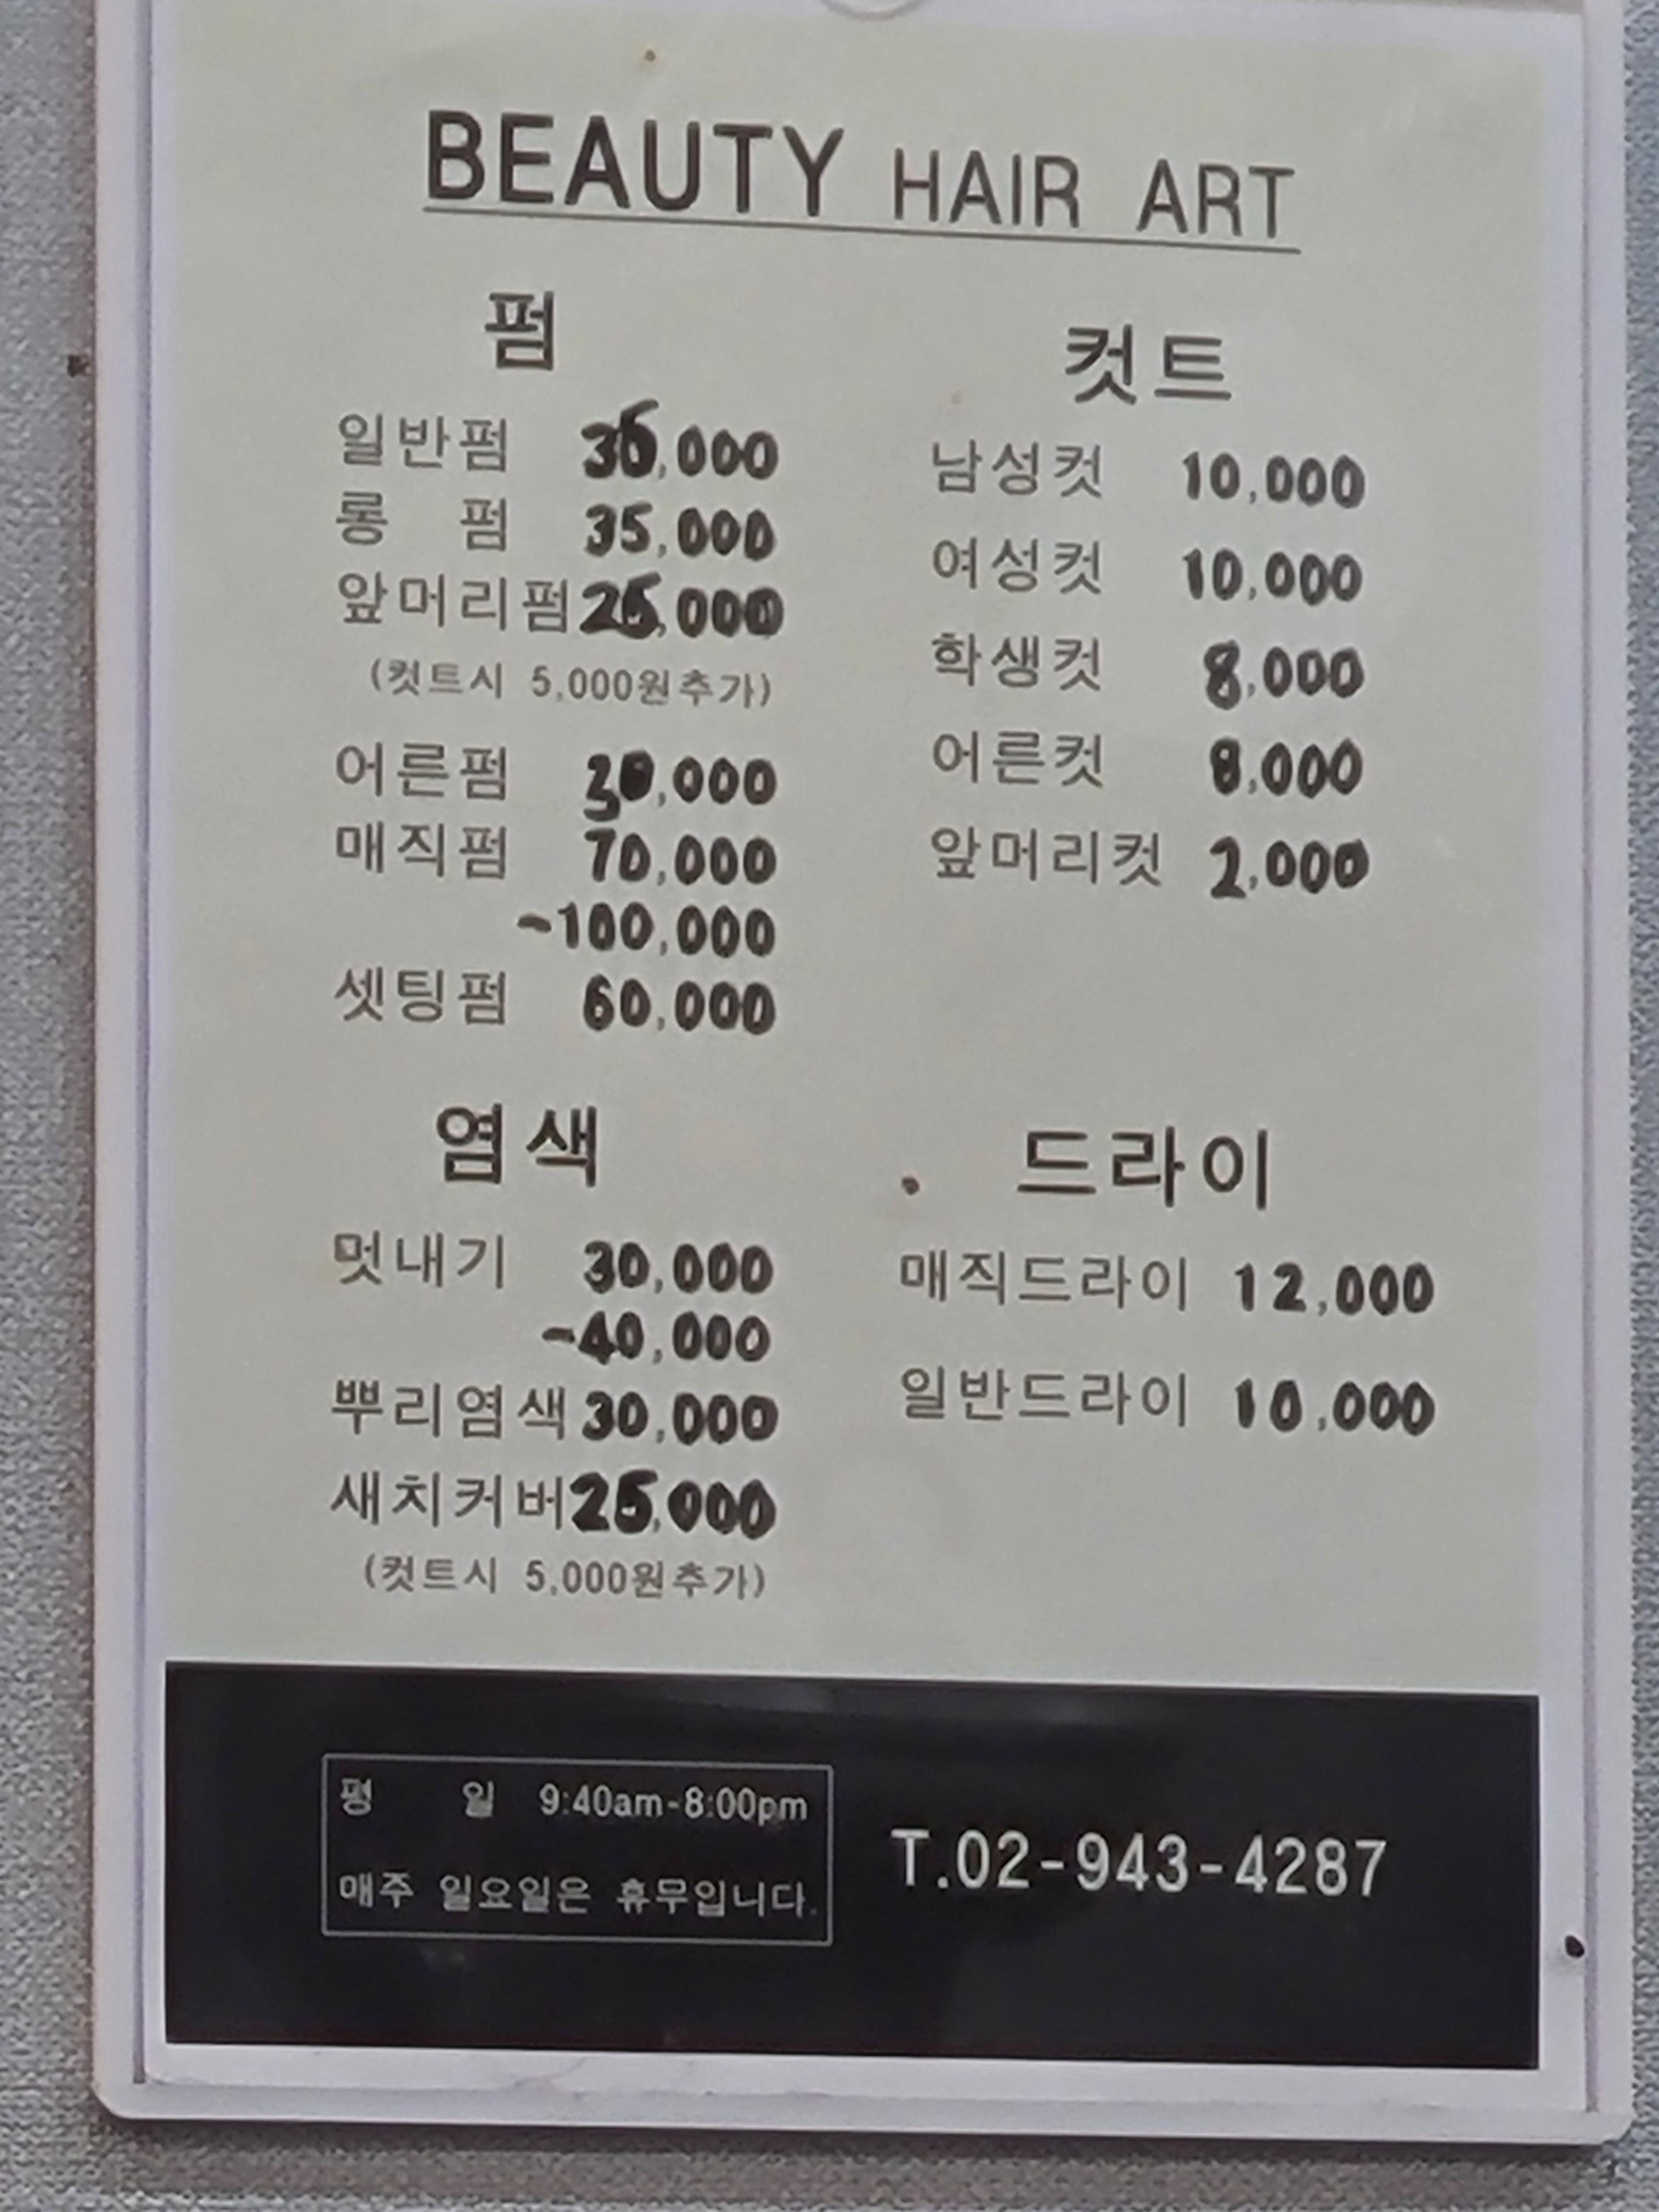 BEAUTY HAIR ART
펌
일반펌 35,000
롱 펌 35,000
앞머리펌 25,000
(컷트시 5,000원추가)
어른펌 30,000
매직펌 70,000
~100,000
셋팅펌 60,000
컷트
남성컷 10,000
여성컷 10,000
학생컷 8,000
어른컷 8,000
앞머리컷 2,000
염색
멋내기 30,000
-40,000
뿌리염색 30,000
새치커버 25,000
(컷트시 5,000원추가)
드라이
매직드라이 12,000
일반드라이 10,000
평 일 9:40am-8:00pm
매주 일요일은 휴무입니다.
T.02-943-4287